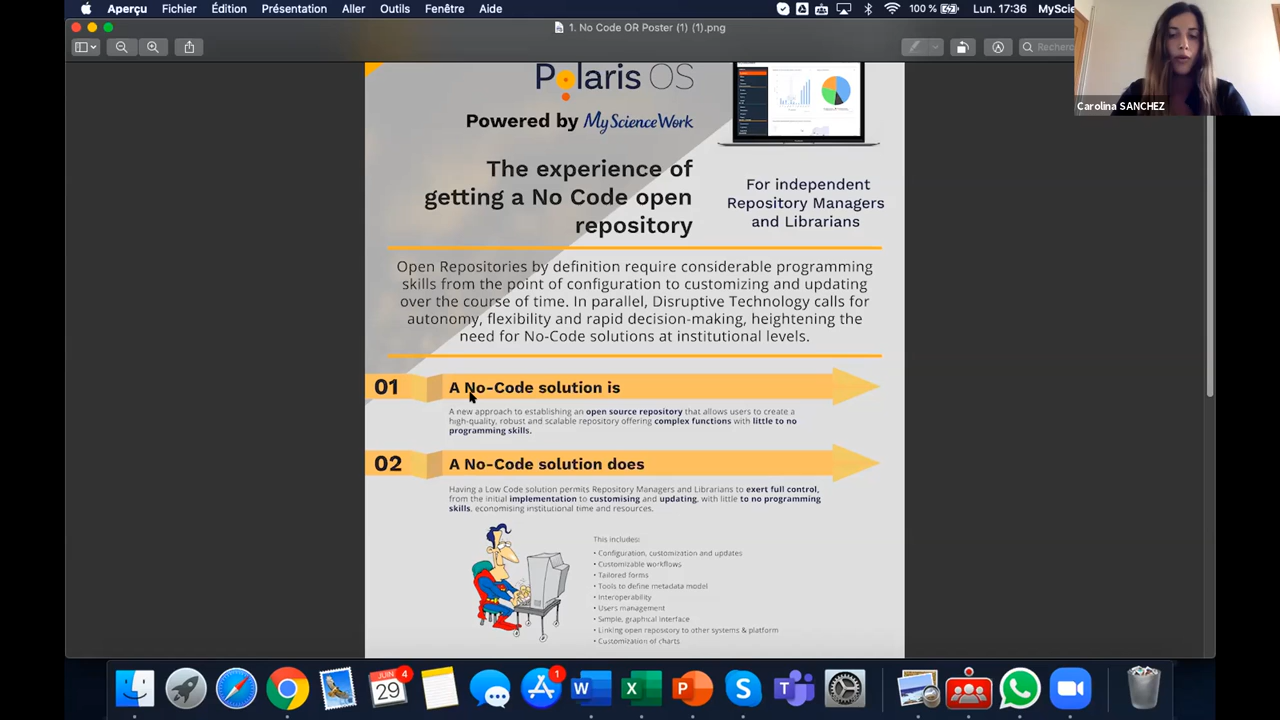 Aperçu Fichier Édition Présentation Aller Outils Fenêtre Aide 100 % Lun. 17:36 MyScie
1. No Code OR Poster (1) (1).png
Recherc
Carolina SANCHEZ
Polaris OS
Powered by MyScienceWork
The experience of
getting a No Code open
repository
For independent
Repository Managers
and Librarians
Open Repositories by definition require considerable programming
skills from the point of configuration to customizing and updating
over the course of time. In parallel, Disruptive Technology calls for
autonomy, flexibility and rapid decision-making, heightening the
need for No-Code solutions at institutional levels.
01 A No-Code solution is
A new approach to establishing an open source repository that allows users to create a
high-quality, robust and scalable repository offering complex functions with little to no
programming skills.
02 A No-Code solution does
Having a Low Code solution permits Repository Managers and Librarians to exert full control,
from the initial implementation to customising and updating, with little to no programming
skills, economising institutional time and resources.
This includes:
• Configuration, customization and updates
• Customizable workflows
• Tailored forms
• Tools to define metadata model
• Interoperability
• Users management
• Simple, graphical interface
• Linking open repository to other systems & platform
• Customization of charts
JUIN
29
4
1